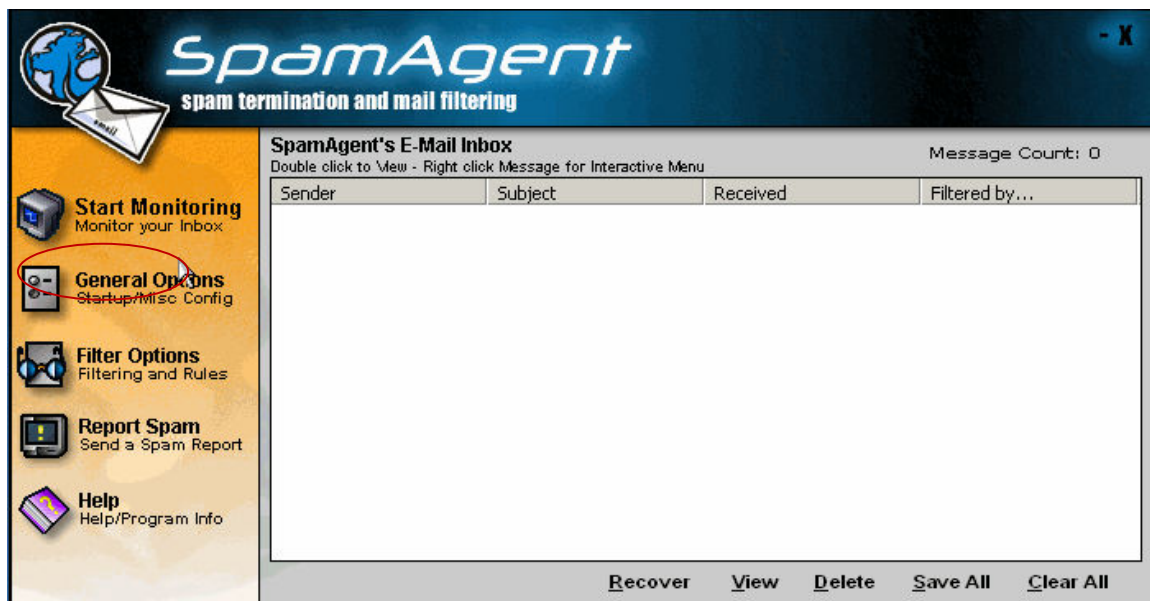 SpamAgent
spam termination and mail filtering
- X
email
SpamAgent's E-Mail Inbox
Double click to View - Right click Message for Interactive Menu
Message Count: 0
Sender Subject Received Filtered by...
Start Monitoring
Monitor your Inbox
General Options
Startup/Misc Config
Filter Options
Filtering and Rules
Report Spam
Send a Spam Report
Help
Help/Program Info
Recover View Delete Save All Clear All